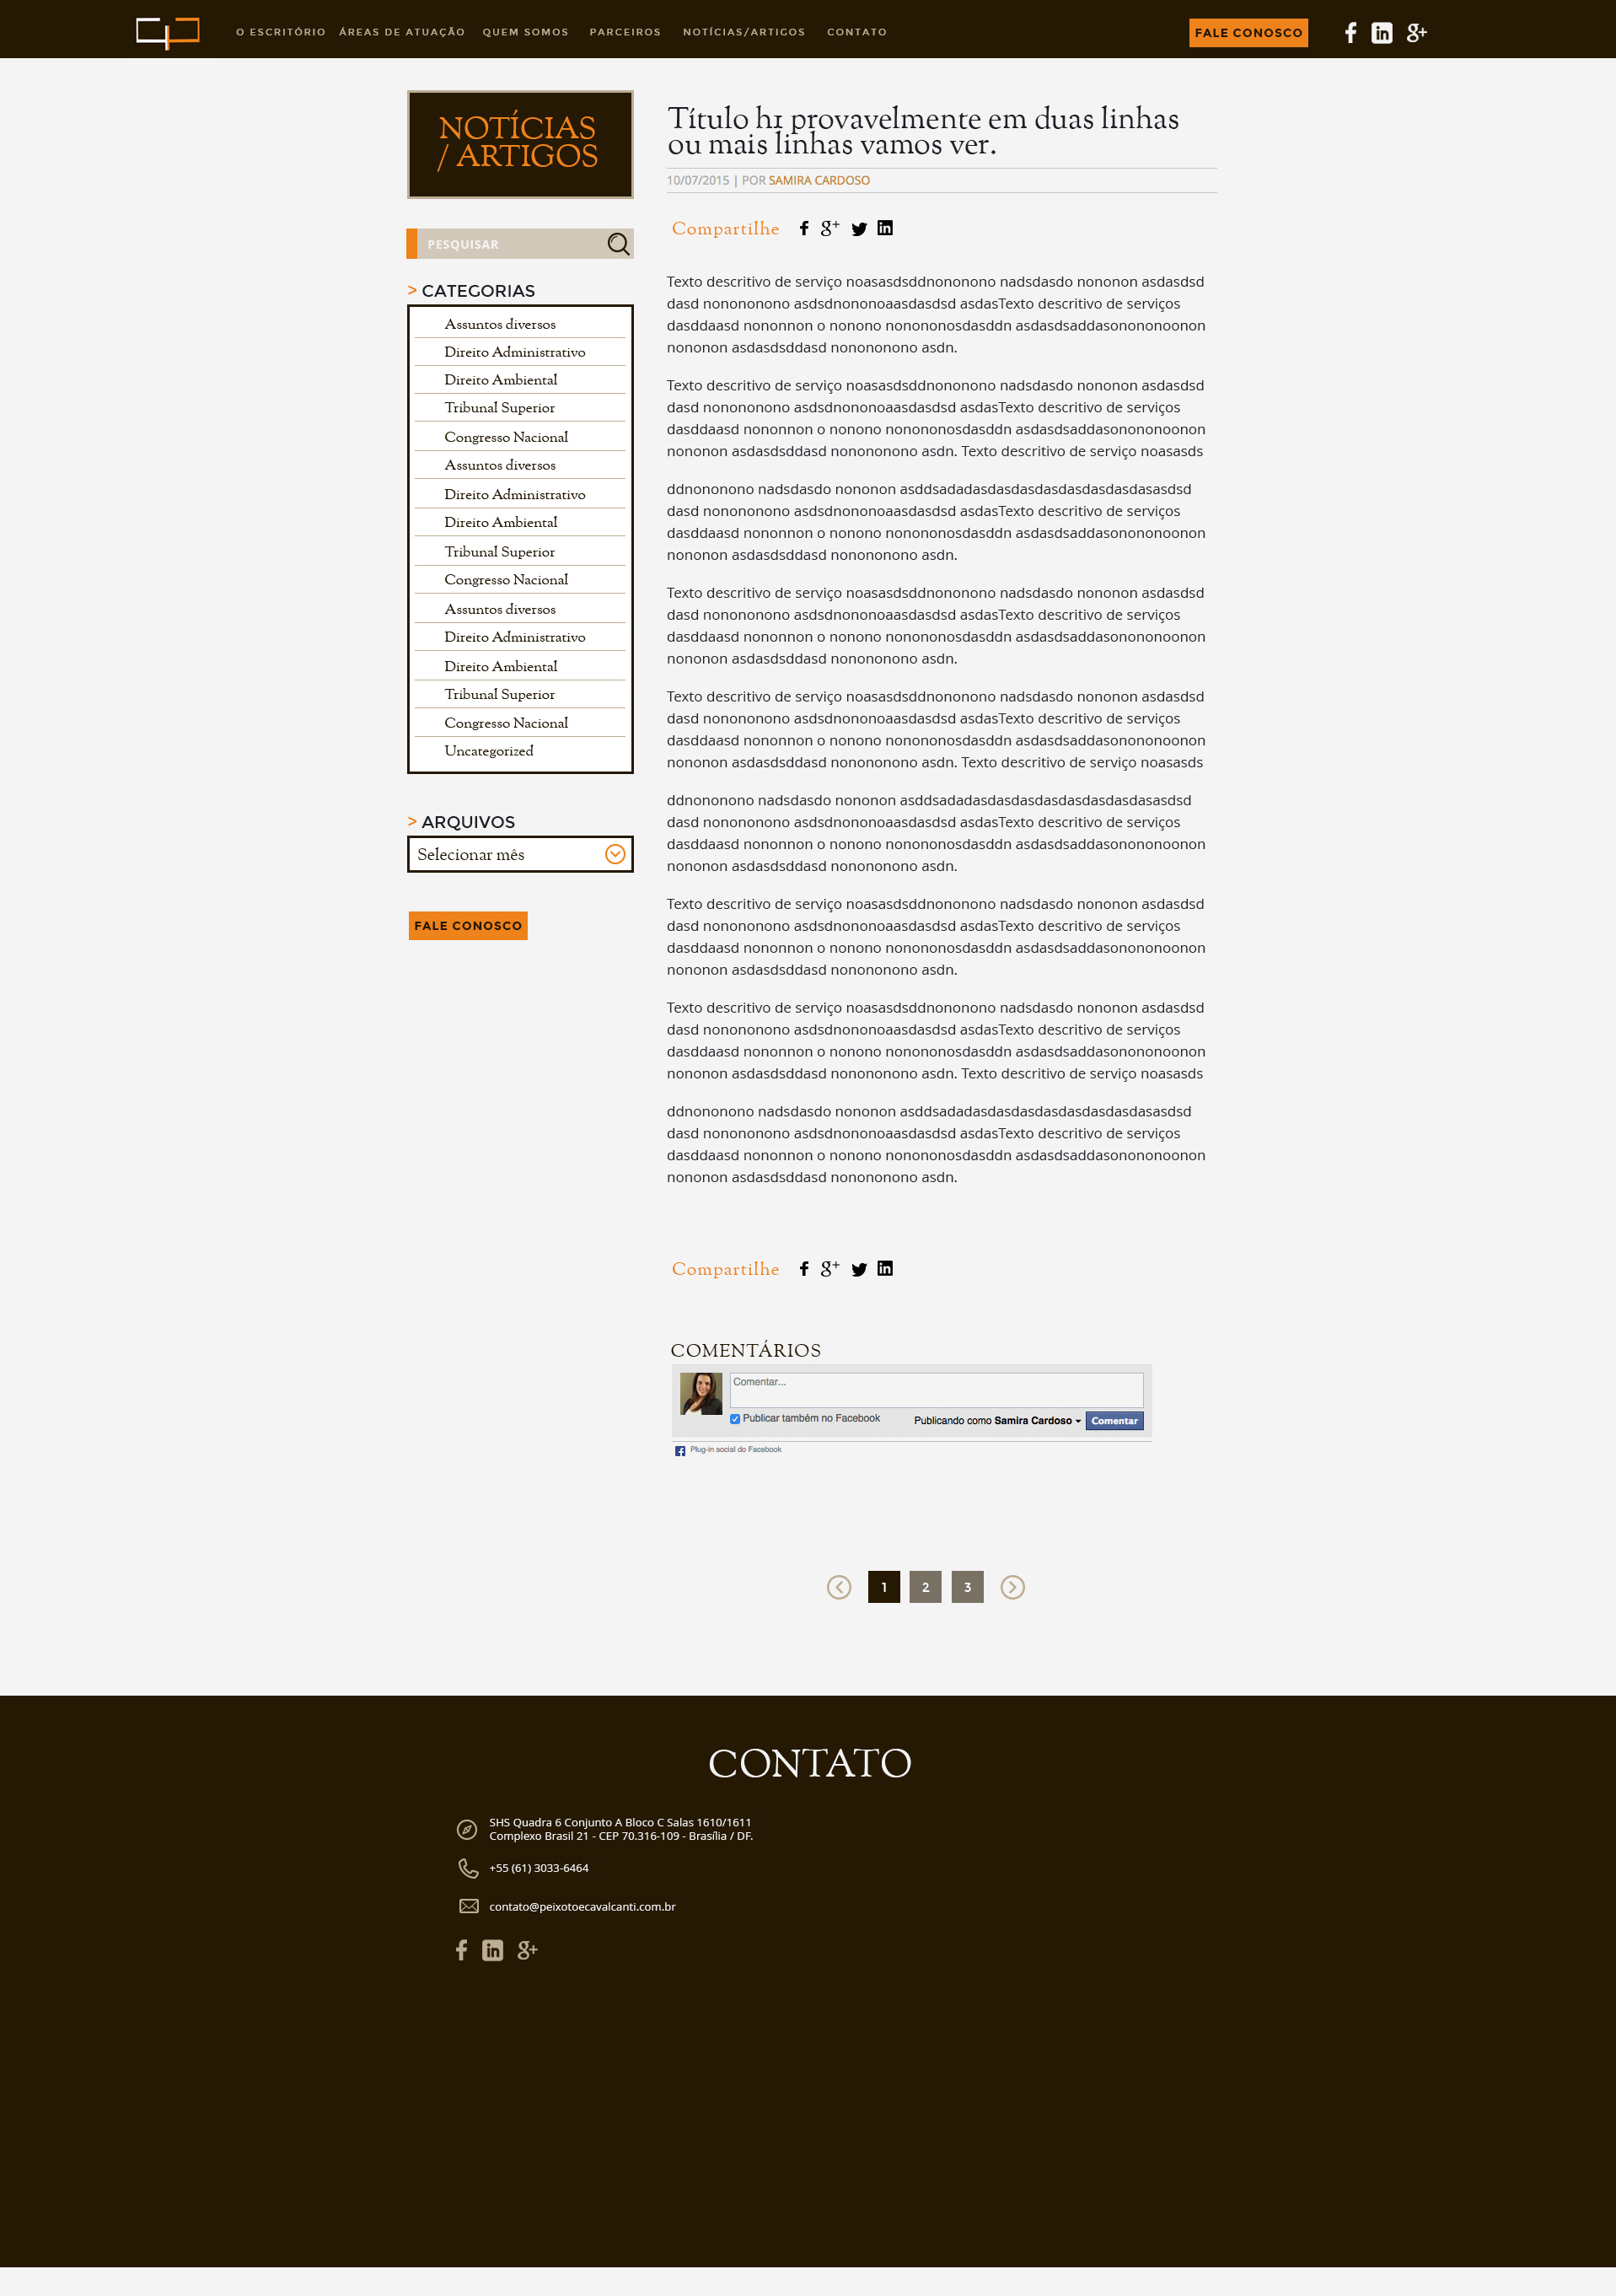 O ESCRITÓRIO ÁREAS DE ATUAÇÃO QUEM SOMOS PARCEIROS NOTÍCIAS/ARTIGOS CONTATO FALE CONOSCO
NOTÍCIAS
/ ARTIGOS
PESQUISAR
> CATEGORIAS
Assuntos diversos
Direito Administrativo
Direito Ambiental
Tribunal Superior
Congresso Nacional
Assuntos diversos
Direito Administrativo
Direito Ambiental
Tribunal Superior
Congresso Nacional
Assuntos diversos
Direito Administrativo
Direito Ambiental
Tribunal Superior
Congresso Nacional
Uncategorized
> ARQUIVOS
Selecionar mês
FALE CONOSCO
Título h1 provavelmente em duas linhas
ou mais linhas vamos ver.
10/07/2015 | POR SAMIRA CARDOSO
Compartilhe
Texto descritivo de serviço noasasdsddnononono nadsdasdo nononon asdasdsd
dasd nonononono asdsdnononoaasdasdsd asdasTexto descritivo de serviços
dasddaasd nononnon o nonono nonononosdasddn asdasdsaddasonononoonon
nononon asdasdsddasd nonononono asdn.
Texto descritivo de serviço noasasdsddnononono nadsdasdo nononon asdasdsd
dasd nonononono asdsdnononoaasdasdsd asdasTexto descritivo de serviços
dasddaasd nononnon o nonono nonononosdasddn asdasdsaddasonononoonon
nononon asdasdsddasd nonononono asdn. Texto descritivo de serviço noasasds
ddnononono nadsdasdo nononon asddsadadasdasdasdasdasdasdasdasasdsd
dasd nonononono asdsdnononoaasdasdsd asdasTexto descritivo de serviços
dasddaasd nononnon o nonono nonononosdasddn asdasdsaddasonononoonon
nononon asdasdsddasd nonononono asdn.
Texto descritivo de serviço noasasdsddnononono nadsdasdo nononon asdasdsd
dasd nonononono asdsdnononoaasdasdsd asdasTexto descritivo de serviços
dasddaasd nononnon o nonono nonononosdasddn asdasdsaddasonononoonon
nononon asdasdsddasd nonononono asdn.
Texto descritivo de serviço noasasdsddnononono nadsdasdo nononon asdasdsd
dasd nonononono asdsdnononoaasdasdsd asdasTexto descritivo de serviços
dasddaasd nononnon o nonono nonononosdasddn asdasdsaddasonononoonon
nononon asdasdsddasd nonononono asdn. Texto descritivo de serviço noasasds
ddnononono nadsdasdo nononon asddsadadasdasdasdasdasdasdasdasasdsd
dasd nonononono asdsdnononoaasdasdsd asdasTexto descritivo de serviços
dasddaasd nononnon o nonono nonononosdasddn asdasdsaddasonononoonon
nononon asdasdsddasd nonononono asdn.
Texto descritivo de serviço noasasdsddnononono nadsdasdo nononon asdasdsd
dasd nonononono asdsdnononoaasdasdsd asdasTexto descritivo de serviços
dasddaasd nononnon o nonono nonononosdasddn asdasdsaddasonononoonon
nononon asdasdsddasd nonononono asdn.
Texto descritivo de serviço noasasdsddnononono nadsdasdo nononon asdasdsd
dasd nonononono asdsdnononoaasdasdsd asdasTexto descritivo de serviços
dasddaasd nononnon o nonono nonononosdasddn asdasdsaddasonononoonon
nononon asdasdsddasd nonononono asdn. Texto descritivo de serviço noasasds
ddnononono nadsdasdo nononon asddsadadasdasdasdasdasdasdasdasasdsd
dasd nonononono asdsdnononoaasdasdsd asdasTexto descritivo de serviços
dasddaasd nononnon o nonono nonononosdasddn asdasdsaddasonononoonon
nononon asdasdsddasd nonononono asdn.
Compartilhe
COMENTÁRIOS
Comentar...
Publicar também no Facebook Publicando como Samira Cardoso Comentar
Plug-in social do Facebook
1 2 3
CONTATO
SHS Quadra 6 Conjunto A Bloco C Salas 1610/1611
Complexo Brasil 21 - CEP 70.316-109 - Brasília / DF.
+55 (61) 3033-6464
contato@peixotoecavalcanti.com.br